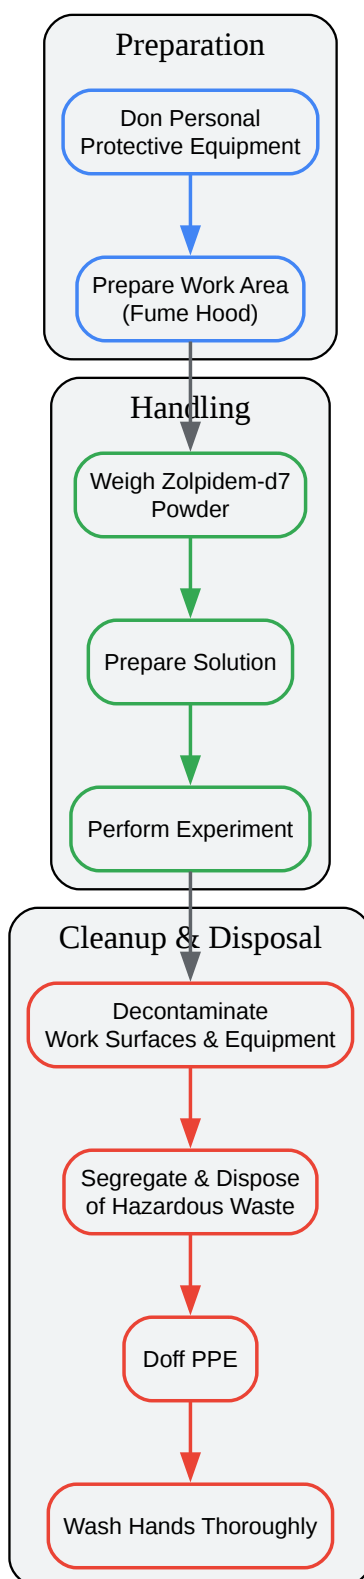 Preparation
Don Personal
Protective Equipment
Prepare Work Area
(Fume Hood)
Handling
Weigh Zolpidem-d7
Powder
Prepare Solution
Perform Experiment
Cleanup & Disposal
Decontaminate
Work Surfaces & Equipment
Segregate & Dispose
of Hazardous Waste
Doff PPE
Wash Hands Thoroughly